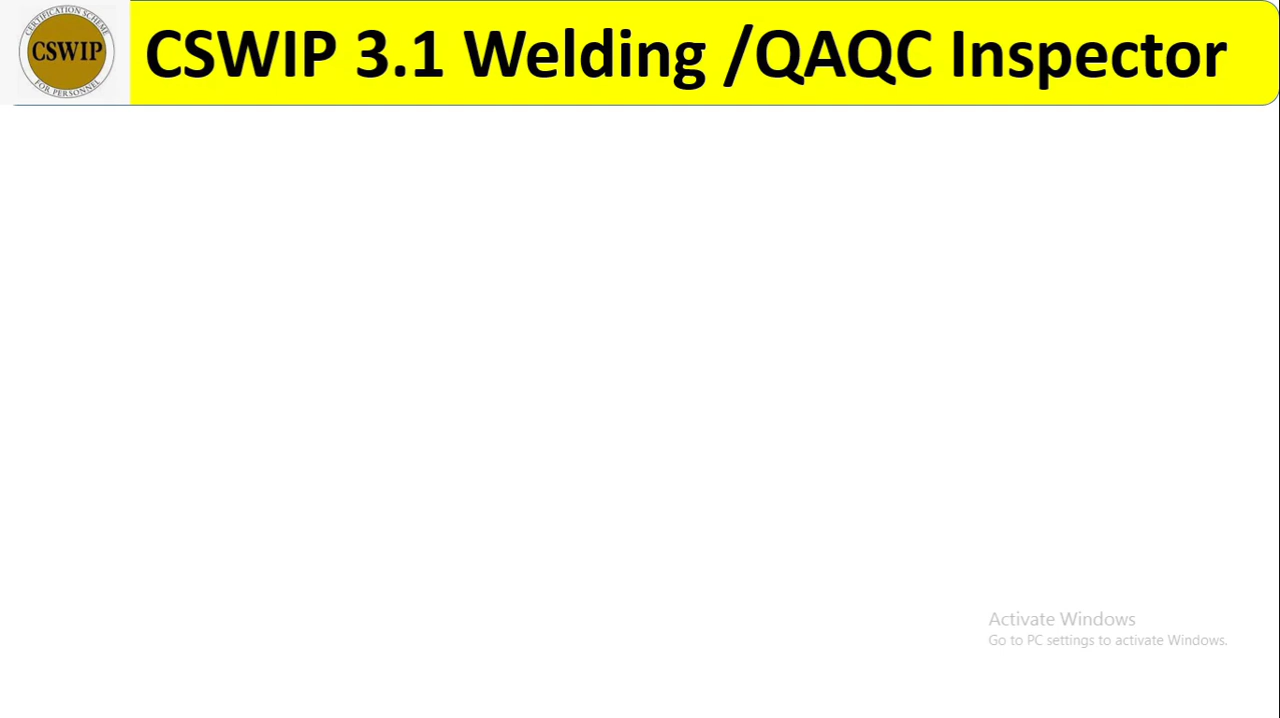 CERTIFICATION SCHEME
CSWIP
FOR PERSONNEL
CSWIP 3.1 Welding /QAQC Inspector
Activate Windows
Go to PC settings to activate Windows.